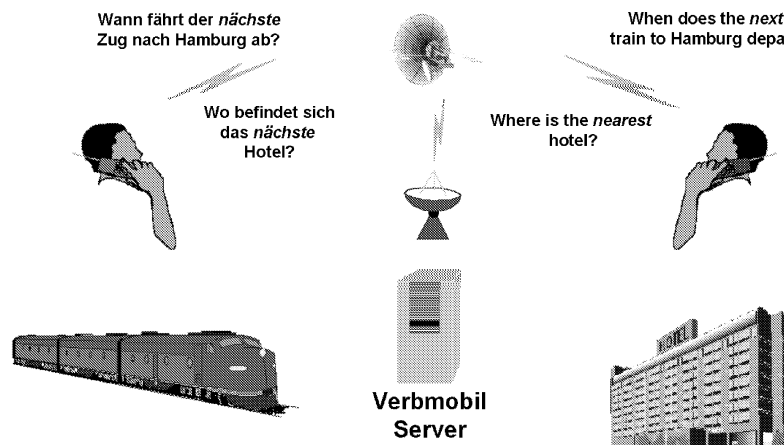 Wann fährt der nächste
Zug nach Hamburg ab?
When does the next
train to Hamburg depa
Wo befindet sich
das nächste
Hotel?
Where is the nearest
hotel?
HOTEL
Verbmobil
Server